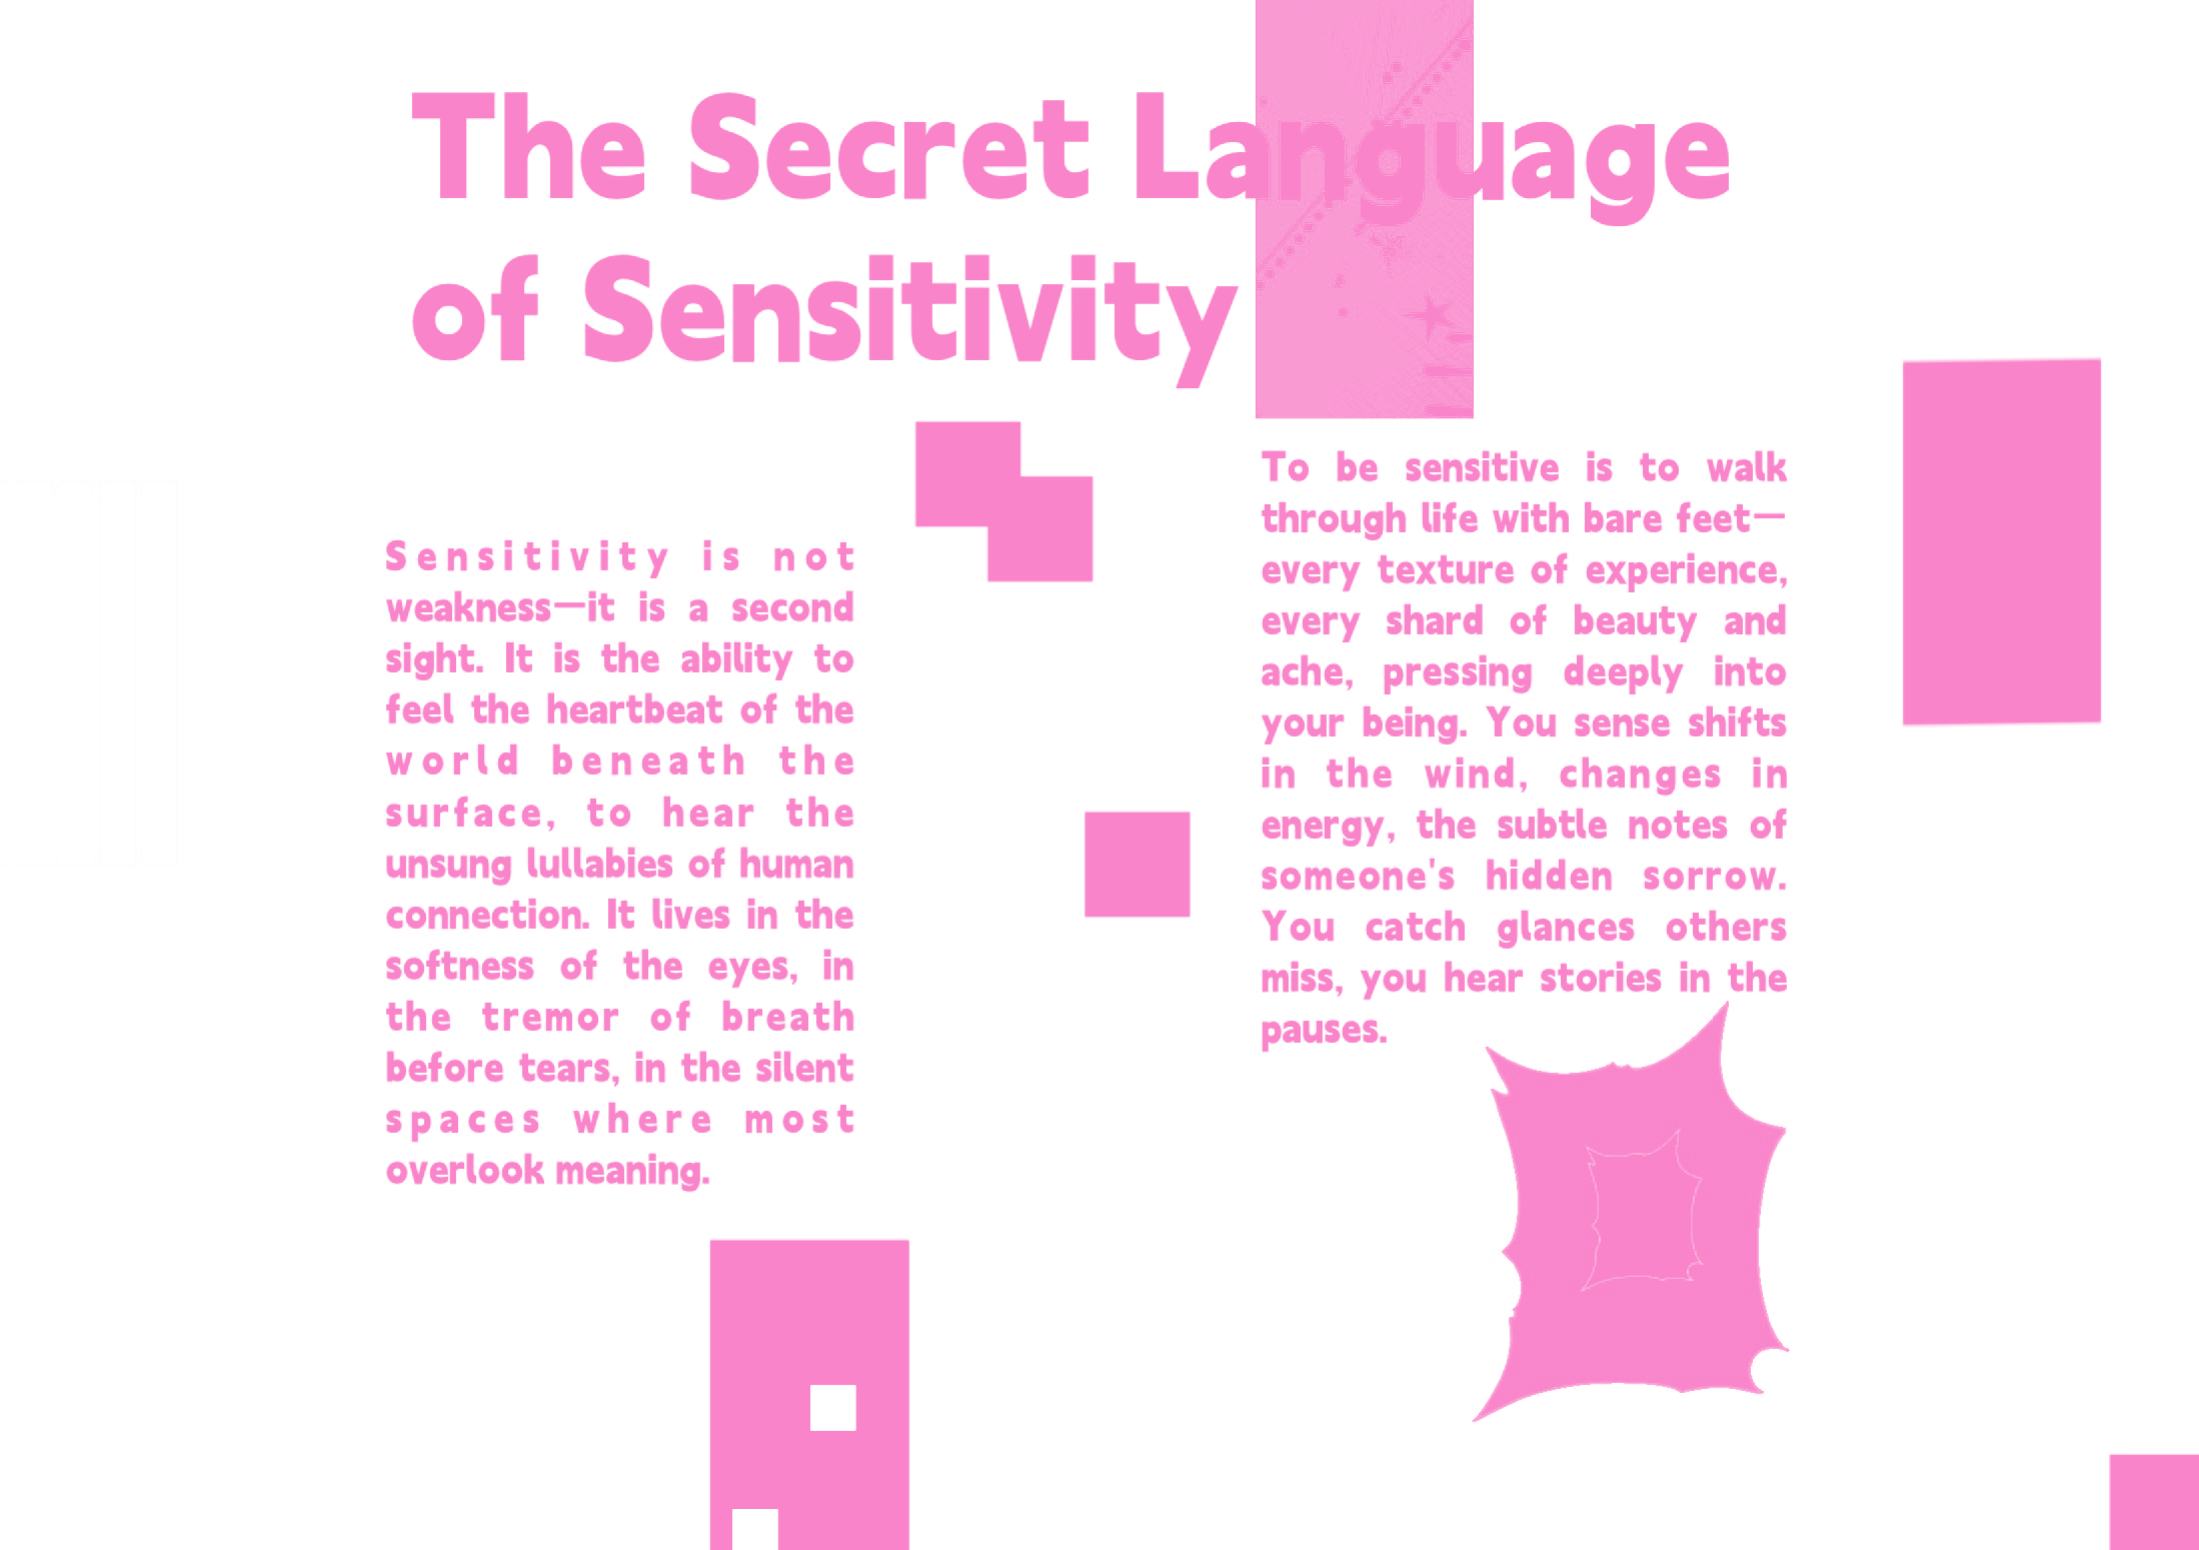 The Secret Language
of Sensitivity
Sensitivity is not
weakness—it is a second
sight. It is the ability to
feel the heartbeat of the
world beneath the
surface, to hear the
unsung lullabies of human
connection. It lives in the
softness of the eyes, in
the tremor of breath
before tears, in the silent
spaces where most
overlook meaning.
To be sensitive is to walk
through life with bare feet—
every texture of experience,
every shard of beauty and
ache, pressing deeply into
your being. You sense shifts
in the wind, changes in
energy, the subtle notes of
someone's hidden sorrow.
You catch glances others
miss, you hear stories in the
pauses.